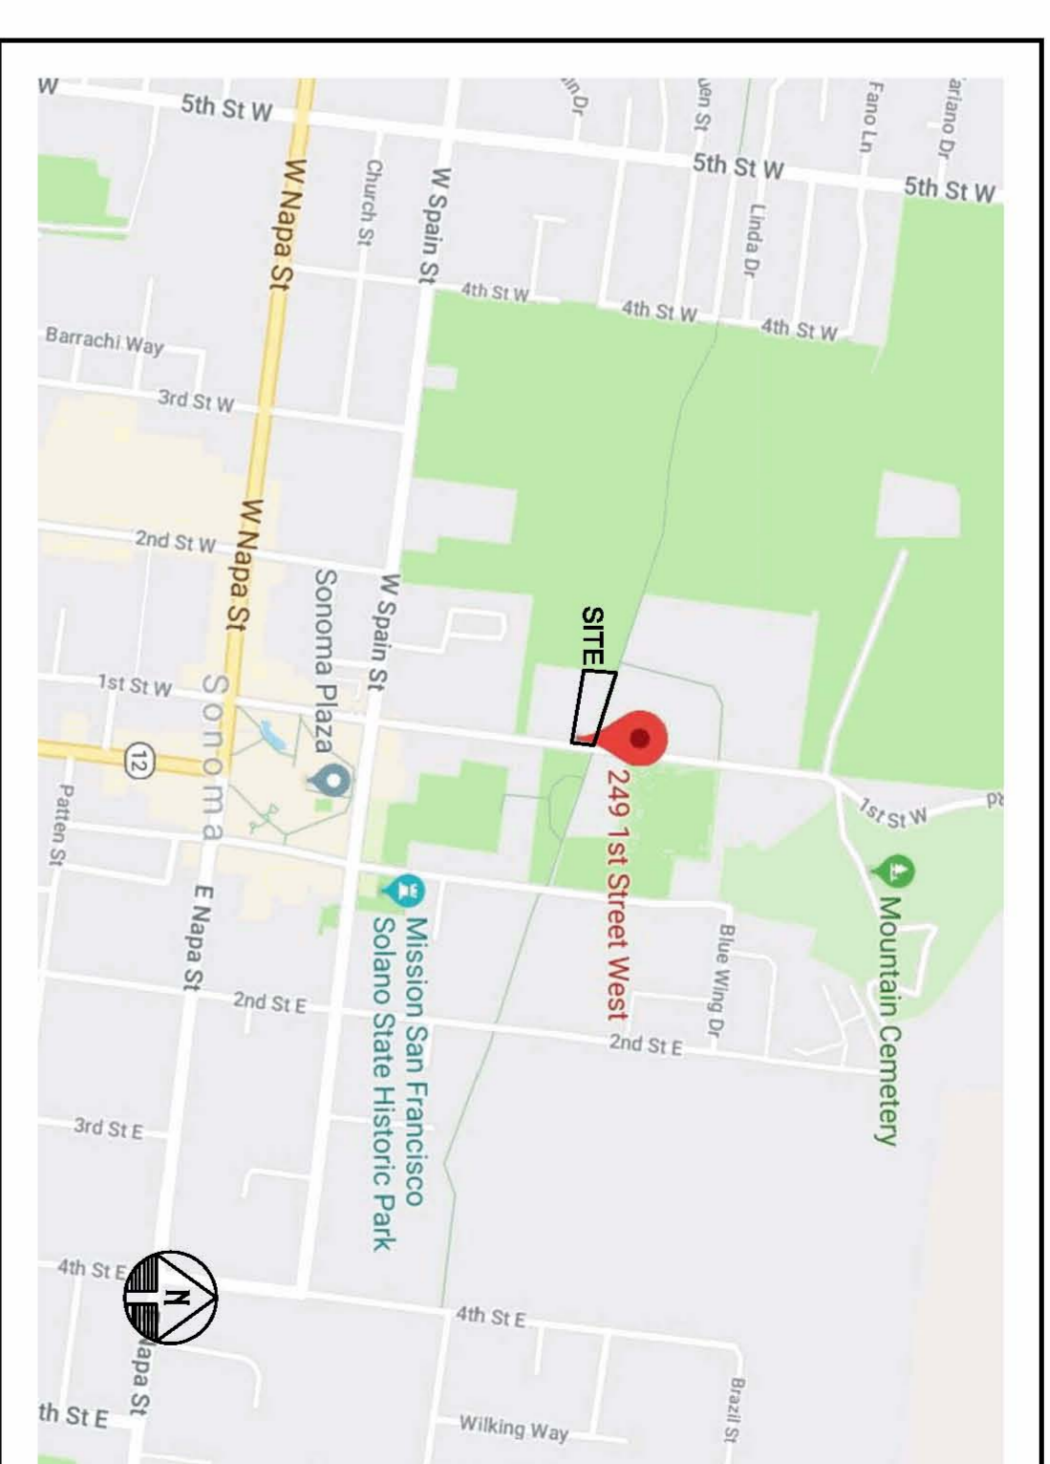 W
5th St W
5th St W
5th St W
Fano Ln
ariano Dr
Church St
W Napa St
W Spain St
Linda Dr
4th St W
4th St W
4th St W
Barrachi Way
3rd St W
2nd St W
W Napa St
Sonoma Plaza
W Spain St
SITE
1st St W
Sonoma
12
249 1st Street West
1st St W
Patten St
E Napa St
Mission San Francisco
Solano State Historic Park
Blue Wing Dr
Mountain Cemetery
2nd St E
2nd St E
3rd St E
4th St E
N
Napa St
4th St E
Brazil St
th St E
Wilking Way